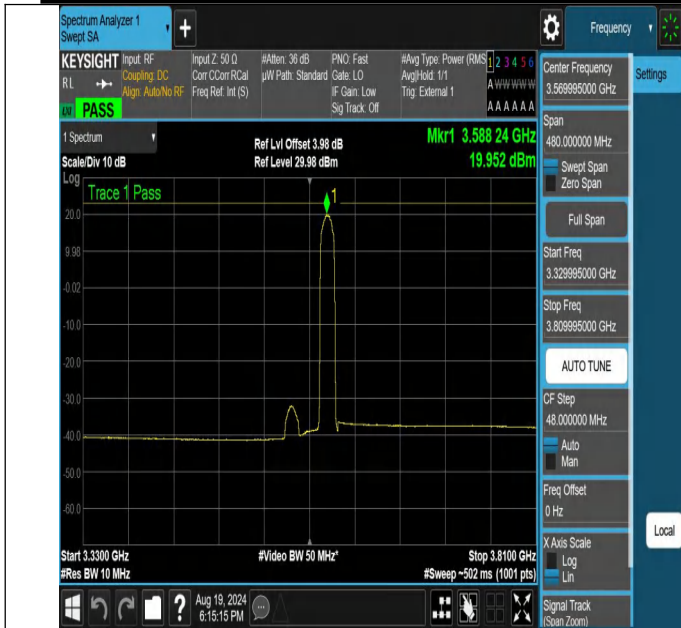 Spectrum Analyzer 1
Swept SA
+
Frequency
KEYSIGHT
RL
PASS
Input: RF
Coupling: DC
Align: Auto/No RF
Input Z: 50 Ω
Corr CCorr RCal
Freq Ref: Int (S)
#Atten: 36 dB
µW Path: Standard
PNO: Fast
Gate: LO
IF Gain: Low
Sig Track: Off
#Avg Type: Power (RMS
Avg|Hold: 1/1
Trig: External 1
1 2 3 4 5 6
A W W W W W
A A A A A A
1 Spectrum
Scale/Div 10 dB
Ref Lvl Offset 3.98 dB
Ref Level 29.98 dBm
Mkr1 3.588 24 GHz
19.952 dBm
Log
Trace 1 Pass
1
20.0
9.98
-0.02
-10.0
-20.0
-30.0
-40.0
-50.0
-60.0
Start 3.3300 GHz
#Res BW 10 MHz
#Video BW 50 MHz*
Stop 3.8100 GHz
#Sweep ~502 ms (1001 pts)
?
Aug 19, 2024
6:15:15 PM
Center Frequency
3.569995000 GHz
Span
480.000000 MHz
Swept Span
Zero Span
Full Span
Start Freq
3.329995000 GHz
Stop Freq
3.809995000 GHz
AUTO TUNE
CF Step
48.000000 MHz
Auto
Man
Freq Offset
0 Hz
X Axis Scale
Log
Lin
Signal Track
(Span Zoom)
Settings
Local